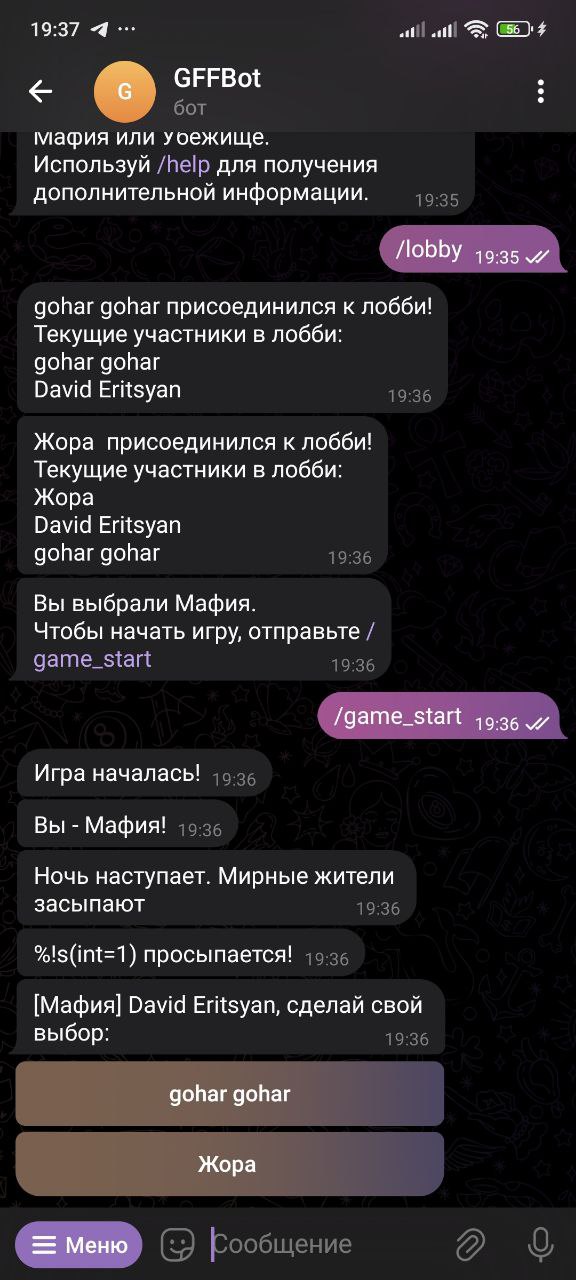 19:37
56
G
GFFBot
бот
Мафия или Убежище.
Используй /help для получения
дополнительной информации.
19:35
/lobby
19:35
gohar gohar присоединился к лобби!
Текущие участники в лобби:
gohar gohar
David Eritsyan
19:36
Жора  присоединился к лобби!
Текущие участники в лобби:
Жора
David Eritsyan
gohar gohar
19:36
Вы выбрали Мафия.
Чтобы начать игру, отправьте /
game_start
19:36
/game_start
19:36
Игра началась!
19:36
Вы - Мафия!
19:36
Ночь наступает. Мирные жители
засыпают
19:36
%!s(int=1) просыпается!
19:36
[Мафия] David Eritsyan, сделай свой
выбор:
19:36
gohar gohar
Жора
Меню
Сообщение